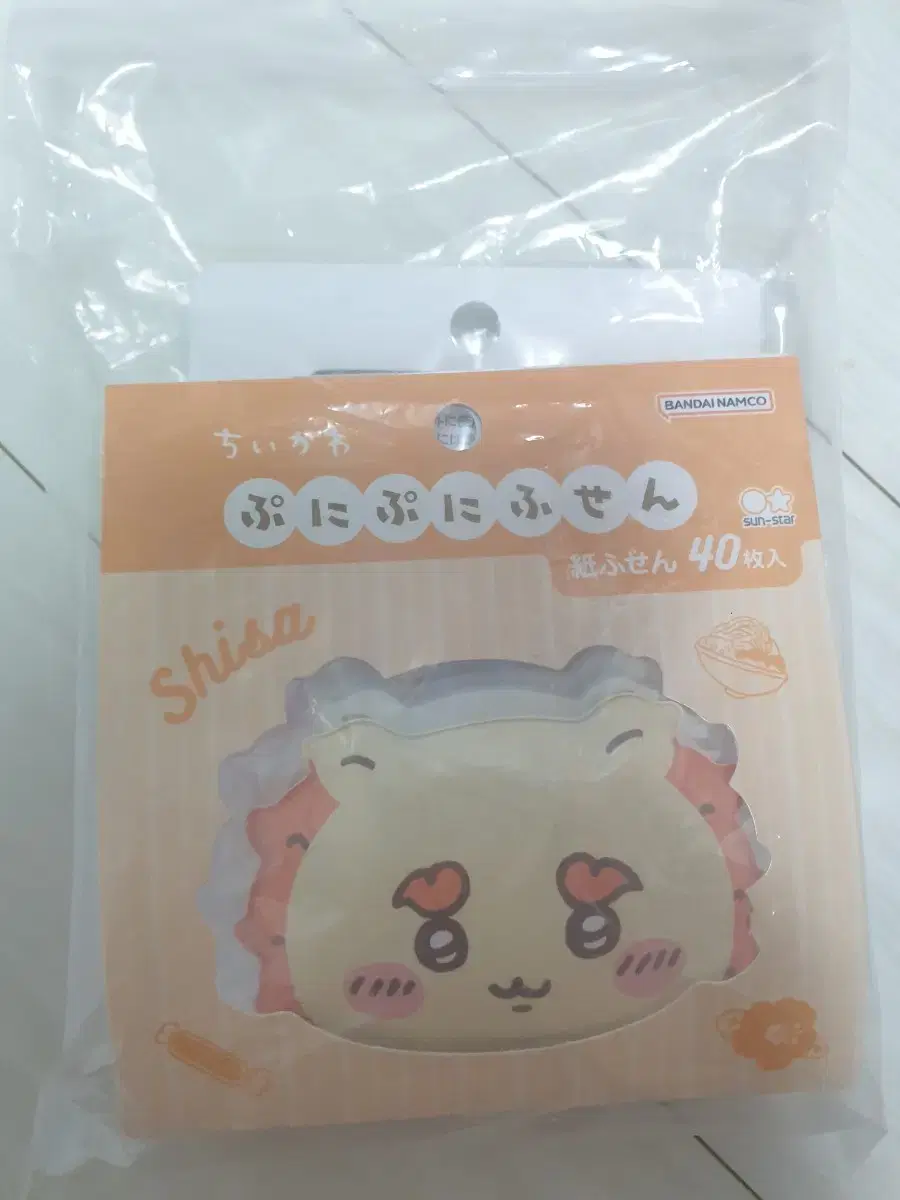 BANDAI NAMCO
ちいかわ
ぷにぷにふせん
sun-star
紙ふせん 40枚入
Shisa